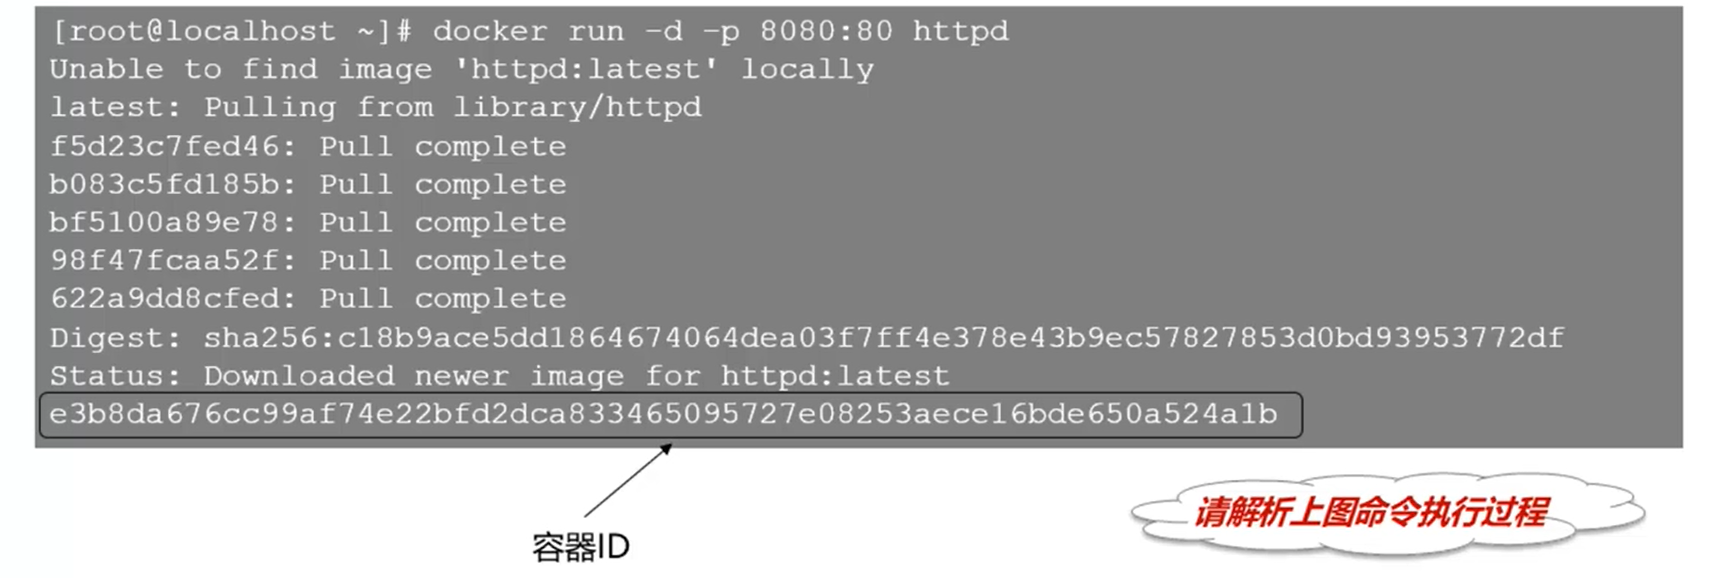 [root@localhost ~]# docker run -d -p 8080:80 httpd
Unable to find image 'httpd:latest' locally
latest: Pulling from library/httpd
f5d23c7fed46: Pull complete
b083c5fd185b: Pull complete
bf5100a89e78: Pull complete
98f47fcaa52f: Pull complete
622a9dd8cfed: Pull complete
Digest: sha256:c18b9ace5dd1864674064dea03f7ff4e378e43b9ec57827853d0bd93953772df
Status: Downloaded newer image for httpd:latest
e3b8da676cc99af74e22bfd2dca833465095727e08253aece16bde650a524a1b
容器ID
请解析上图命令执行过程